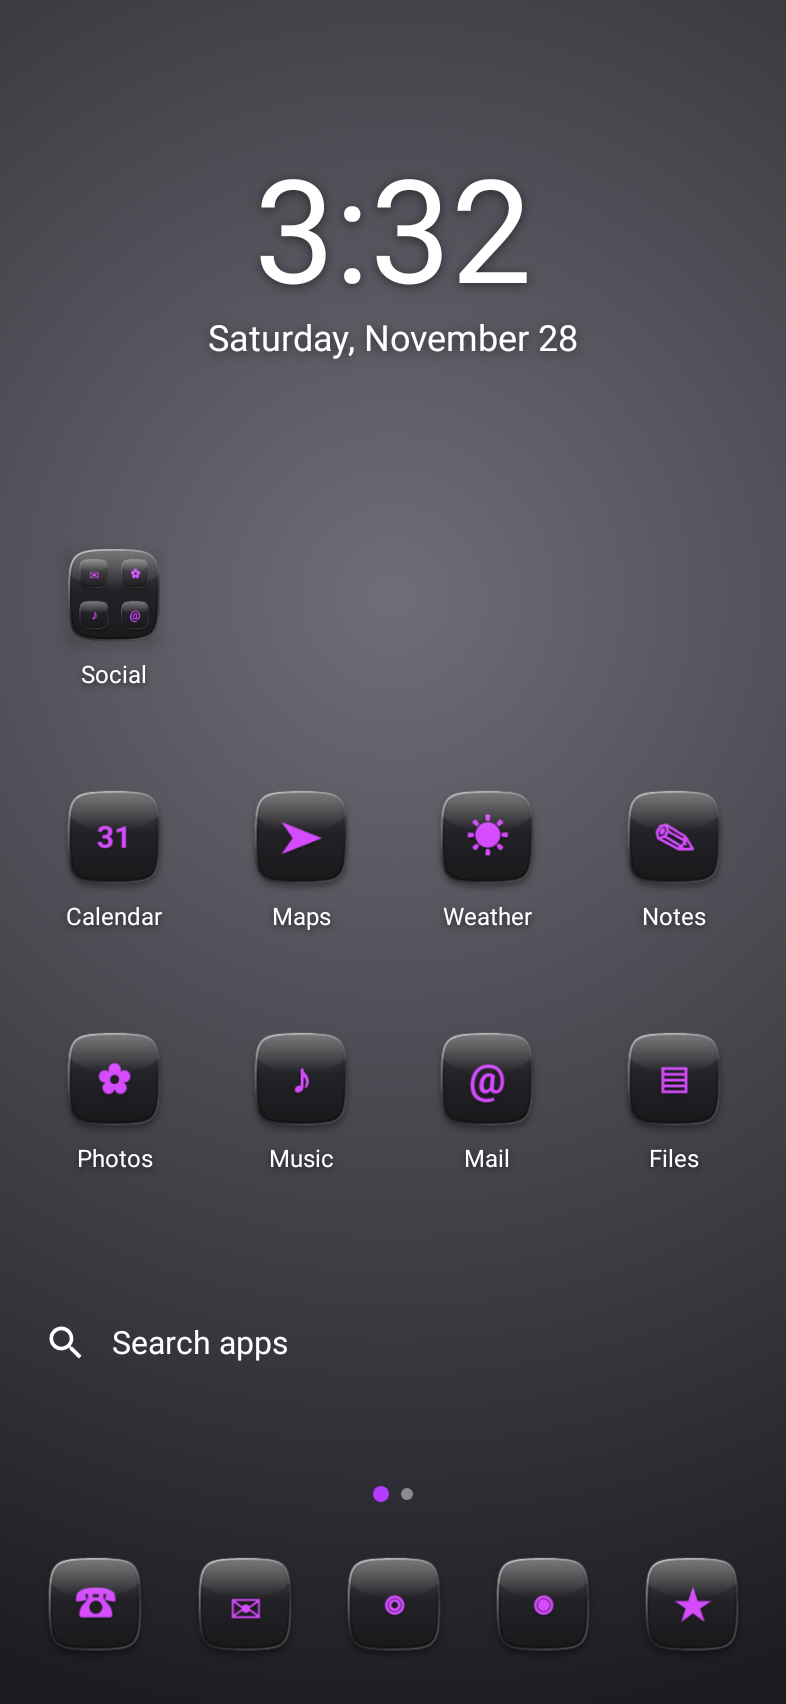 3:32
Saturday, November 28
@
Social
31
Calendar Maps Weather Notes
@
Photos Music Mail Files
Search apps